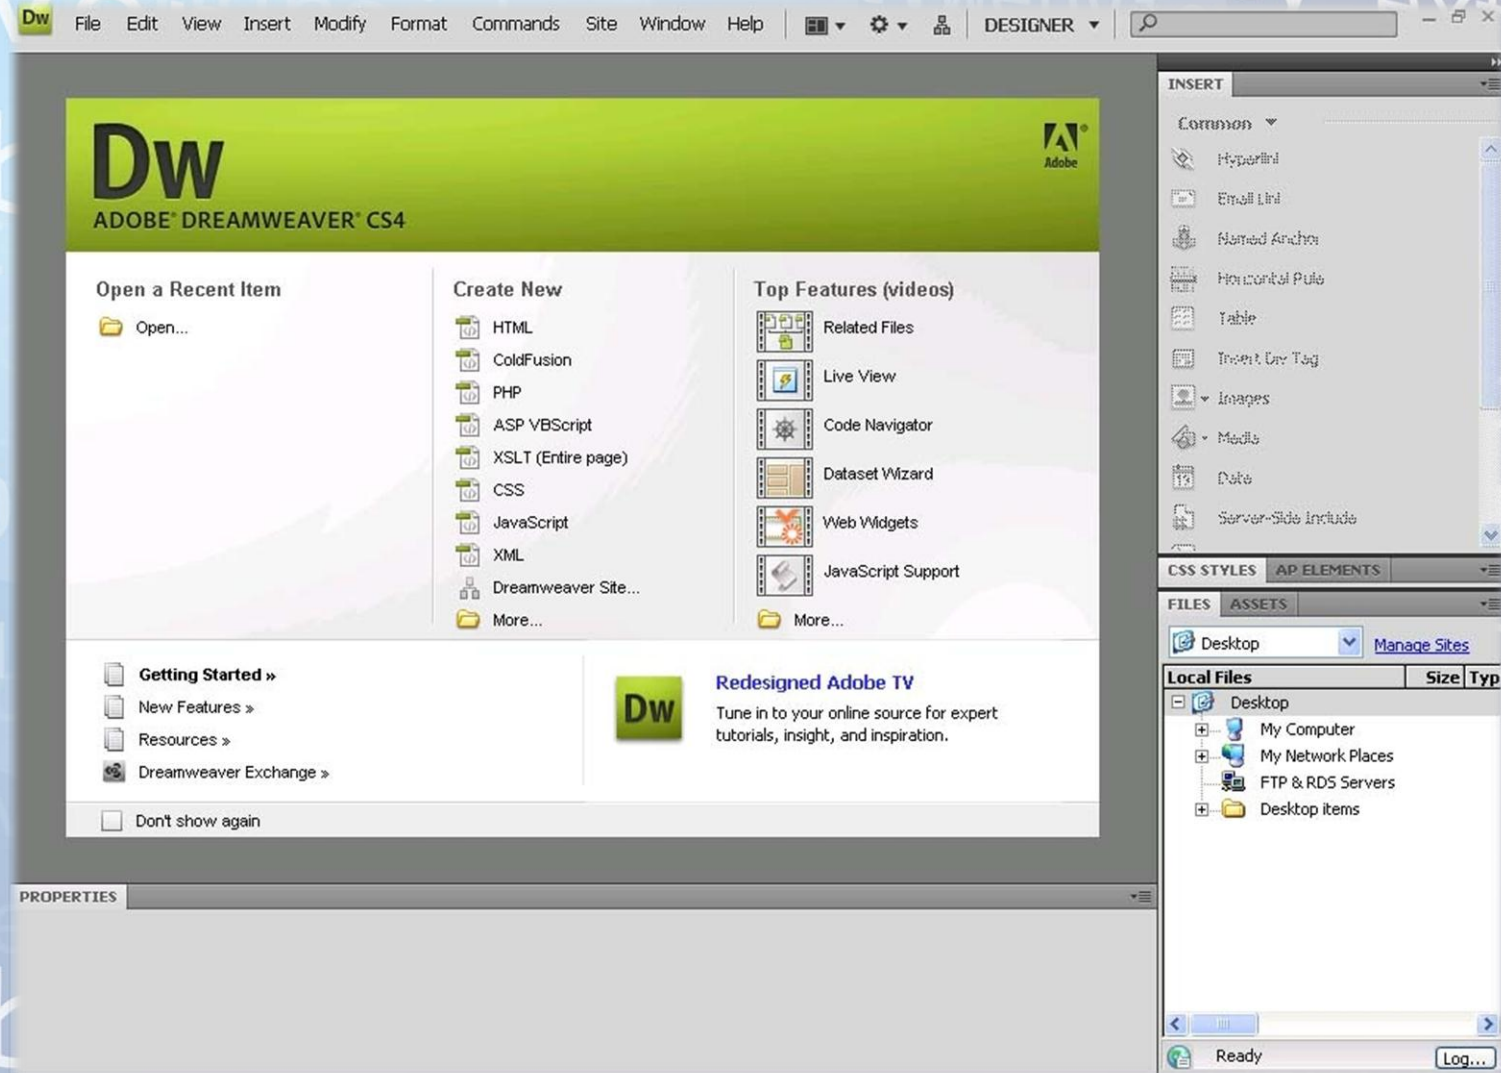 Dw File Edit View Insert Modify Format Commands Site Window Help DESIGNER
Dw
ADOBE® DREAMWEAVER® CS4
Adobe
Open a Recent Item
Open...
Create New
HTML
ColdFusion
PHP
ASP VBScript
XSLT (Entire page)
CSS
JavaScript
XML
Dreamweaver Site...
More...
Top Features (videos)
Related Files
Live View
Code Navigator
Dataset Wizard
Web Widgets
JavaScript Support
More...
Getting Started »
New Features »
Resources »
Dreamweaver Exchange »
Dw
Redesigned Adobe TV
Tune in to your online source for expert
tutorials, insight, and inspiration.
Don't show again
PROPERTIES
INSERT
Common
Hyperlink
Email Link
Named Anchor
Horizontal Rule
Table
Insert Div Tag
Images
Media
Date
Server-Side Include
CSS STYLES AP ELEMENTS
FILES ASSETS
Desktop Manage Sites
Local Files Size Typ
Desktop
My Computer
My Network Places
FTP & RDS Servers
Desktop items
Ready Log...